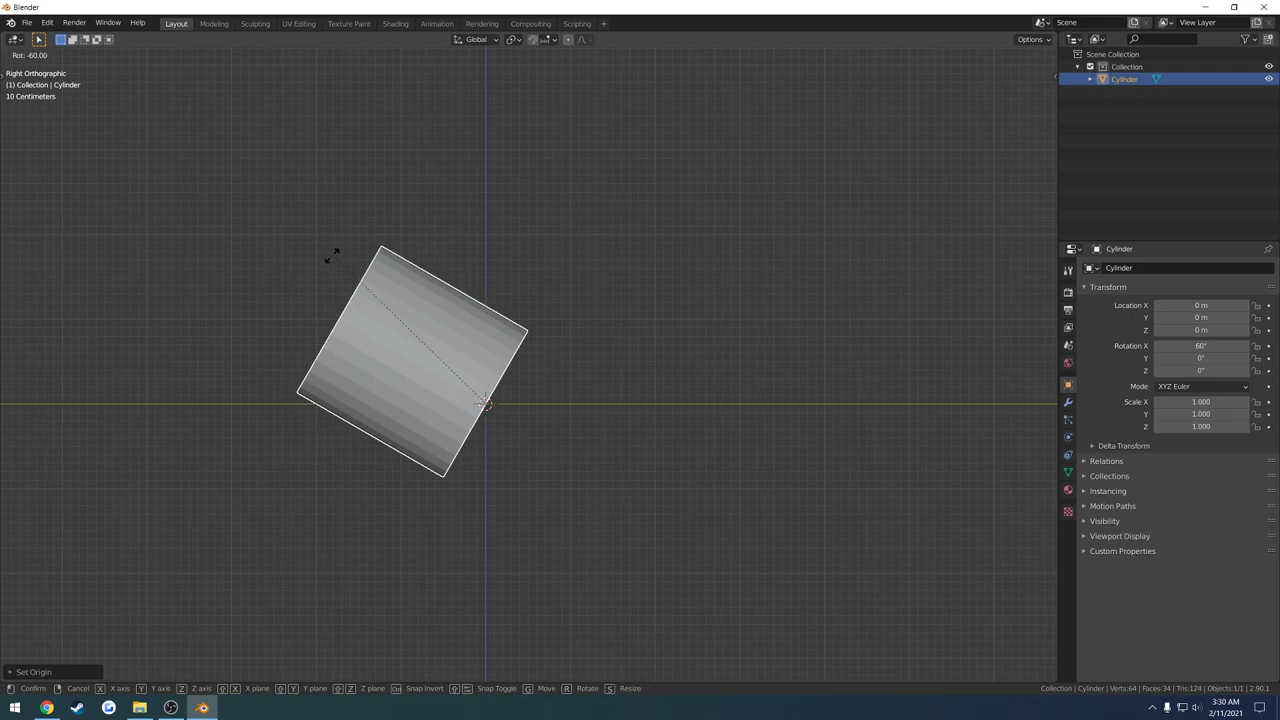 Blender
File Edit Render Window Help Layout Modeling Sculpting UV Editing Texture Paint Shading Animation Rendering Compositing Scripting + Scene View Layer
Global Options
Rot: -60.00
Right Orthographic
(1) Collection | Cylinder
10 Centimeters
Scene Collection
Collection
Cylinder
Cylinder
Cylinder
Transform
Location X 0 m
Y 0 m
Z 0 m
Rotation X 60°
Y 0°
Z 0°
Mode XYZ Euler
Scale X 1.000
Y 1.000
Z 1.000
Delta Transform
Relations
Collections
Instancing
Motion Paths
Visibility
Viewport Display
Custom Properties
Set Origin
Confirm Cancel X X axis Y Y axis Z Z axis X X plane Y Y plane Z Z plane Snap Invert Snap Toggle G Move R Rotate S Resize Collection | Cylinder | Verts:64 | Faces:34 | Tris:124 | Objects:1/1 | 2.90.1
3:30 AM
2/11/2021